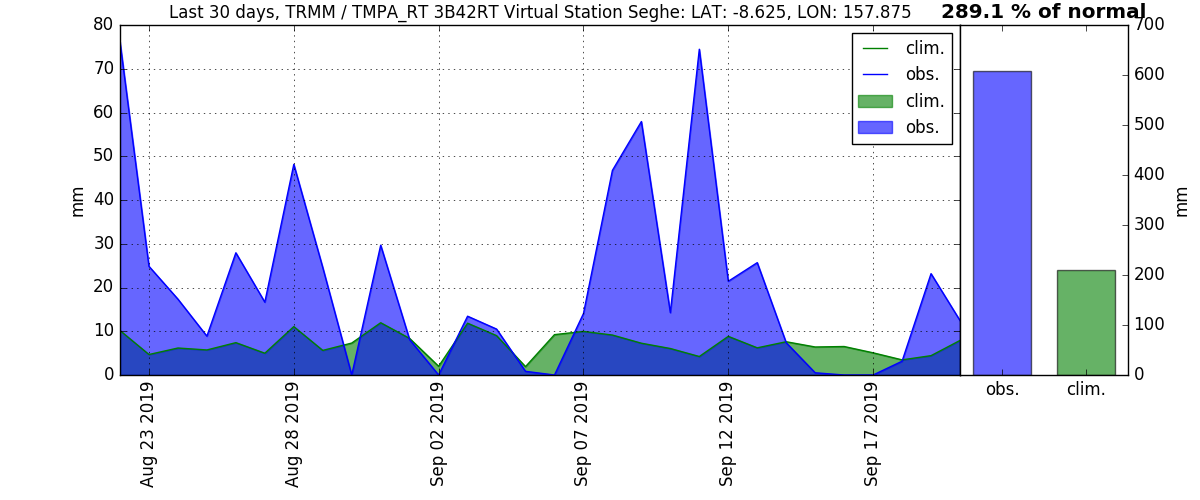 Last 30 days, TRMM / TMPA_RT 3B42RT Virtual Station Seghe: LAT: -8.625, LON: 157.875
289.1 % of normal
80
70
60
50
40
30
20
10
0
mm
clim.
obs.
clim.
obs.
Aug 23 2019
Aug 28 2019
Sep 02 2019
Sep 07 2019
Sep 12 2019
Sep 17 2019
700
600
500
400
300
200
100
0
mm
obs.
clim.